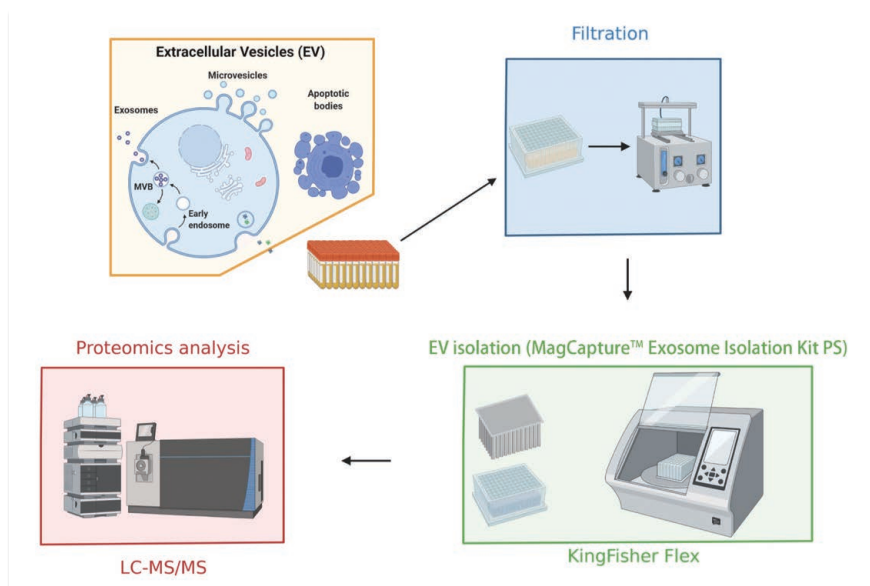 Filtration
Extracellular Vesicles (EV)
Microvesicles
Apoptotic
bodies
Exosomes
MVB
Early
endosome
Proteomics analysis
EV isolation (MagCapture™ Exosome Isolation Kit PS)
LC-MS/MS
KingFisher Flex